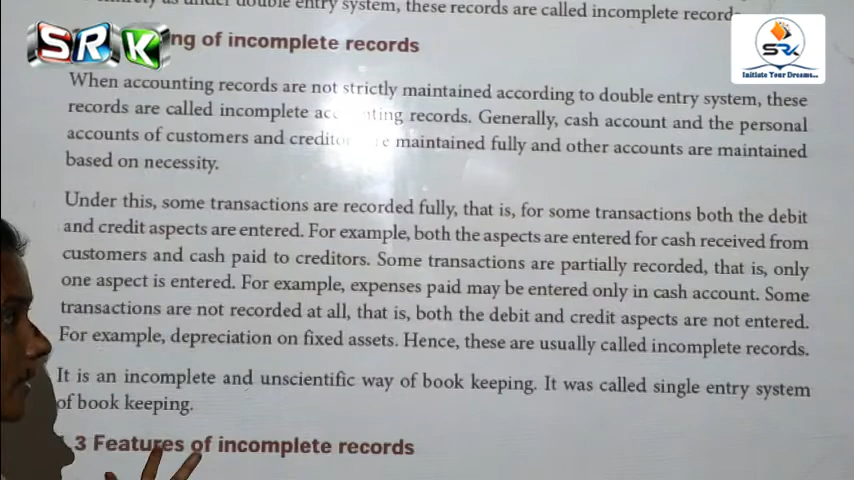 as under double entry system, these records are called incomplete record
SRK
ng of incomplete records
SRK
Initiate Your Dreams...
When accounting records are not strictly maintained according to double entry system, these
records are called incomplete acc nting records. Generally, cash account and the personal
accounts of customers and creditor e maintained fully and other accounts are maintained
based on necessity.
Under this, some transactions are recorded fully, that is, for some transactions both the debit
and credit aspects are entered. For example, both the aspects are entered for cash received from
customers and cash paid to creditors. Some transactions are partially recorded, that is, only
one aspect is entered. For example, expenses paid may be entered only in cash account. Some
transactions are not recorded at all, that is, both the debit and credit aspects are not entered.
For example, depreciation on fixed assets. Hence, these are usually called incomplete records.
It is an incomplete and unscientific way of book keeping. It was called single entry system
of book keeping.
3 Features of incomplete records